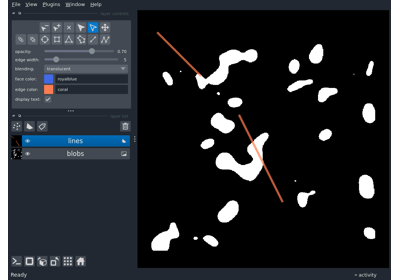 File View Plugins Window Help
opacity: 0.70
edge width: 5
blending: translucent
face color: royalblue
edge color: coral
display text: ✓
lines
blobs
Ready
activity